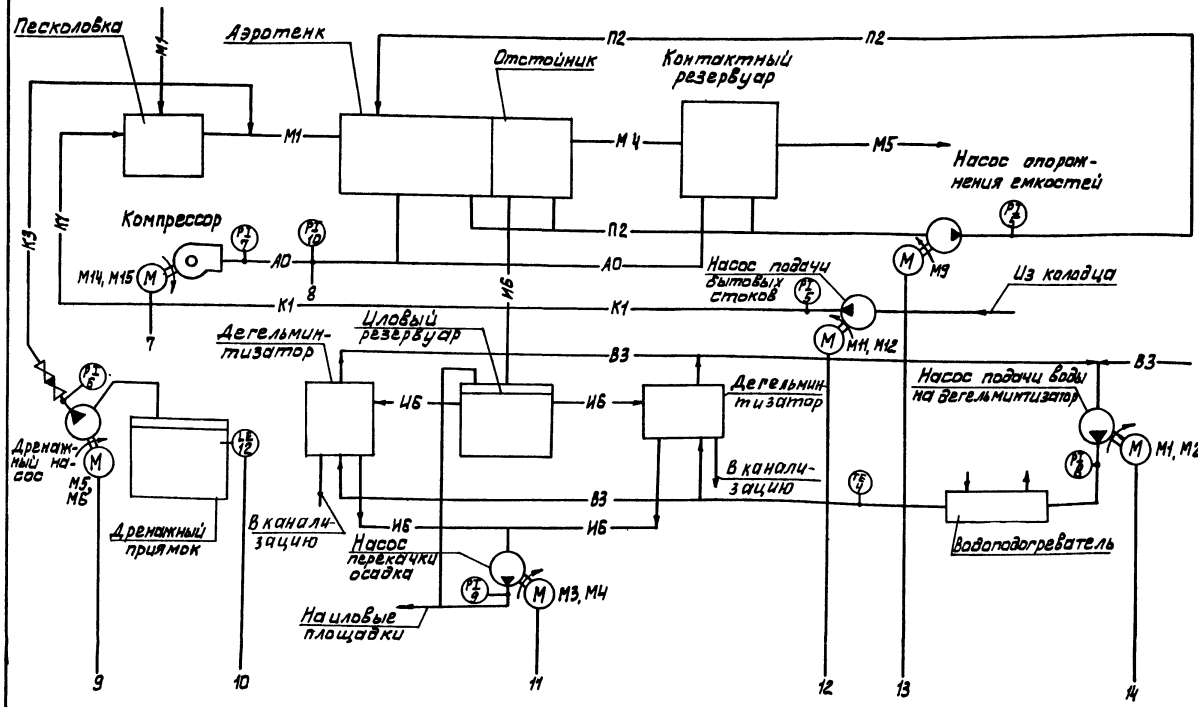 Песколовка
М1
Аэротенк
П2
П2
Отстойник
Контактный
резервуар
М1
М4
М5
Насос опорож-
нения емкостей
К3
К1
Компрессор
PI
7
PI
10
П2
PI
5
М14, М15
М
А0
А0
М
М9
8
И6
Насос подачи
бытовых
стоков
PI
5
Из колодца
7
К1
К1
М
М11, М12
Дегельмин-
тизатор
Иловый
резервуар
В3
В3
PI
6
И6
И6
Дегельмин-
тизатор
Насос подачи воды
на дегельминтизатор
Дренаж-
ный на-
сос
М
М5,
М6
LE
12
М
М1, М2
PI
8
В канали-
зацию
В3
TE
4
Дренажный
приямок
В канали-
зацию
И6
И6
Насос
перекачки
осадка
Водоподогреватель
PI
9
М
М3, М4
На иловые
площадки
9
10
11
12
13
14